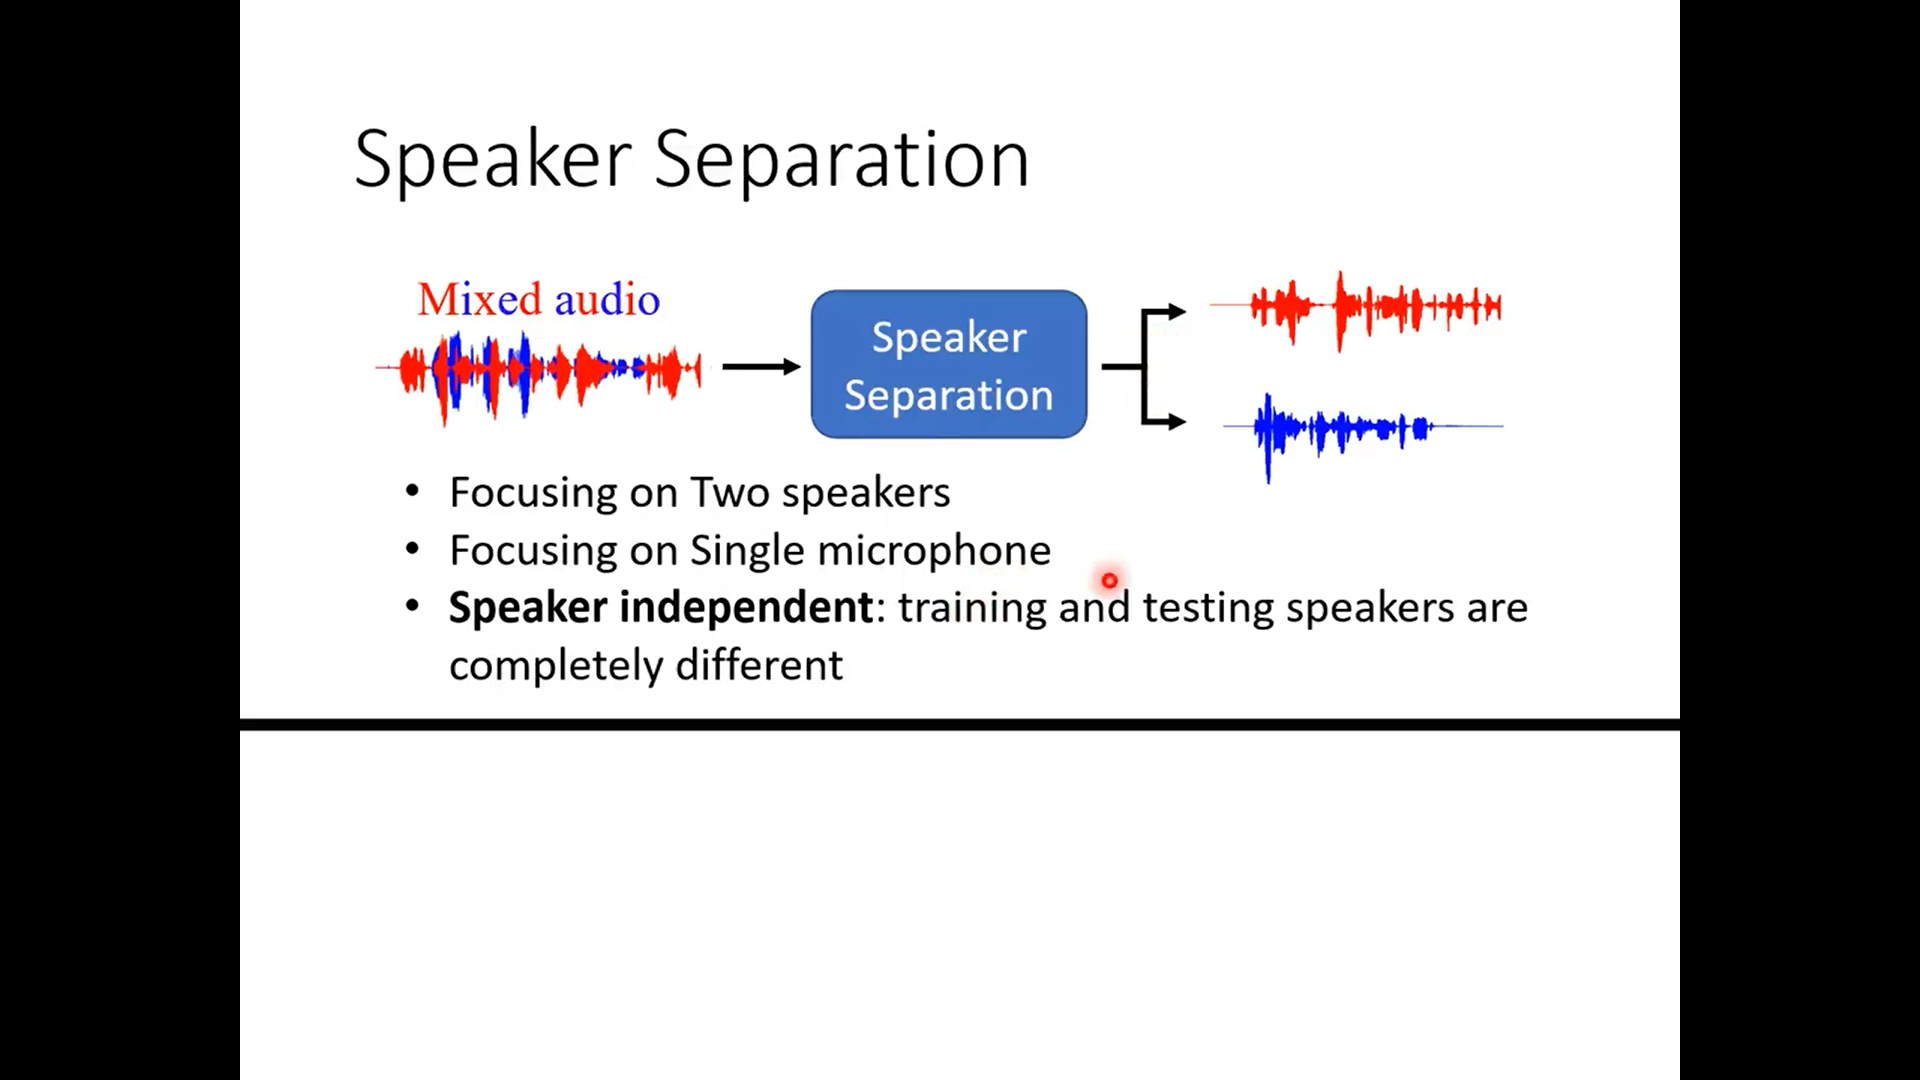 Speaker Separation
Mixed audio
Speaker
Separation
• Focusing on Two speakers
• Focusing on Single microphone
• Speaker independent: training and testing speakers are
completely different